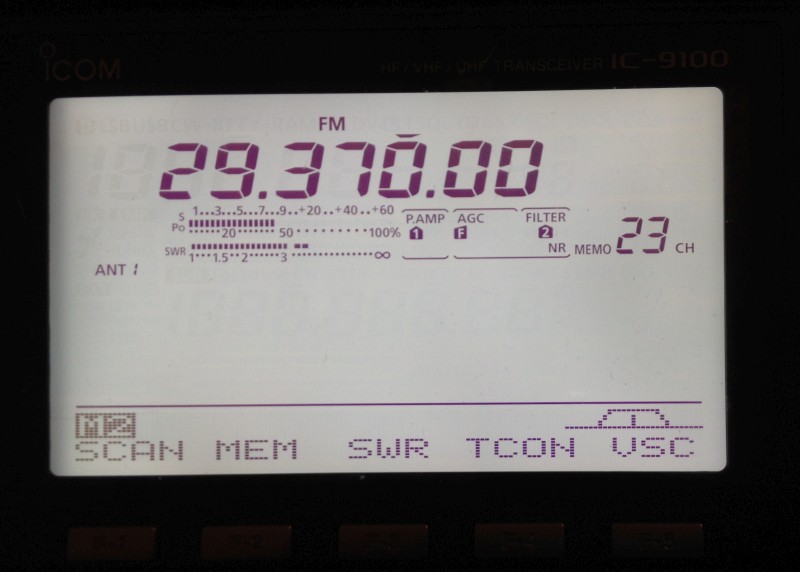 ICOM
HF/VHF/UHF TRANSCEIVER IC-9100
FM
29.370.00
S 1 3 5 7 9 +20 +40 +60
Po 20 50 100%
SWR 1 1.5 2 3 ∞
P.AMP AGC FILTER
1 F 2
NR
MEMO 23 CH
ANT 1
M2
SCAN MEM SWR TCON VSC